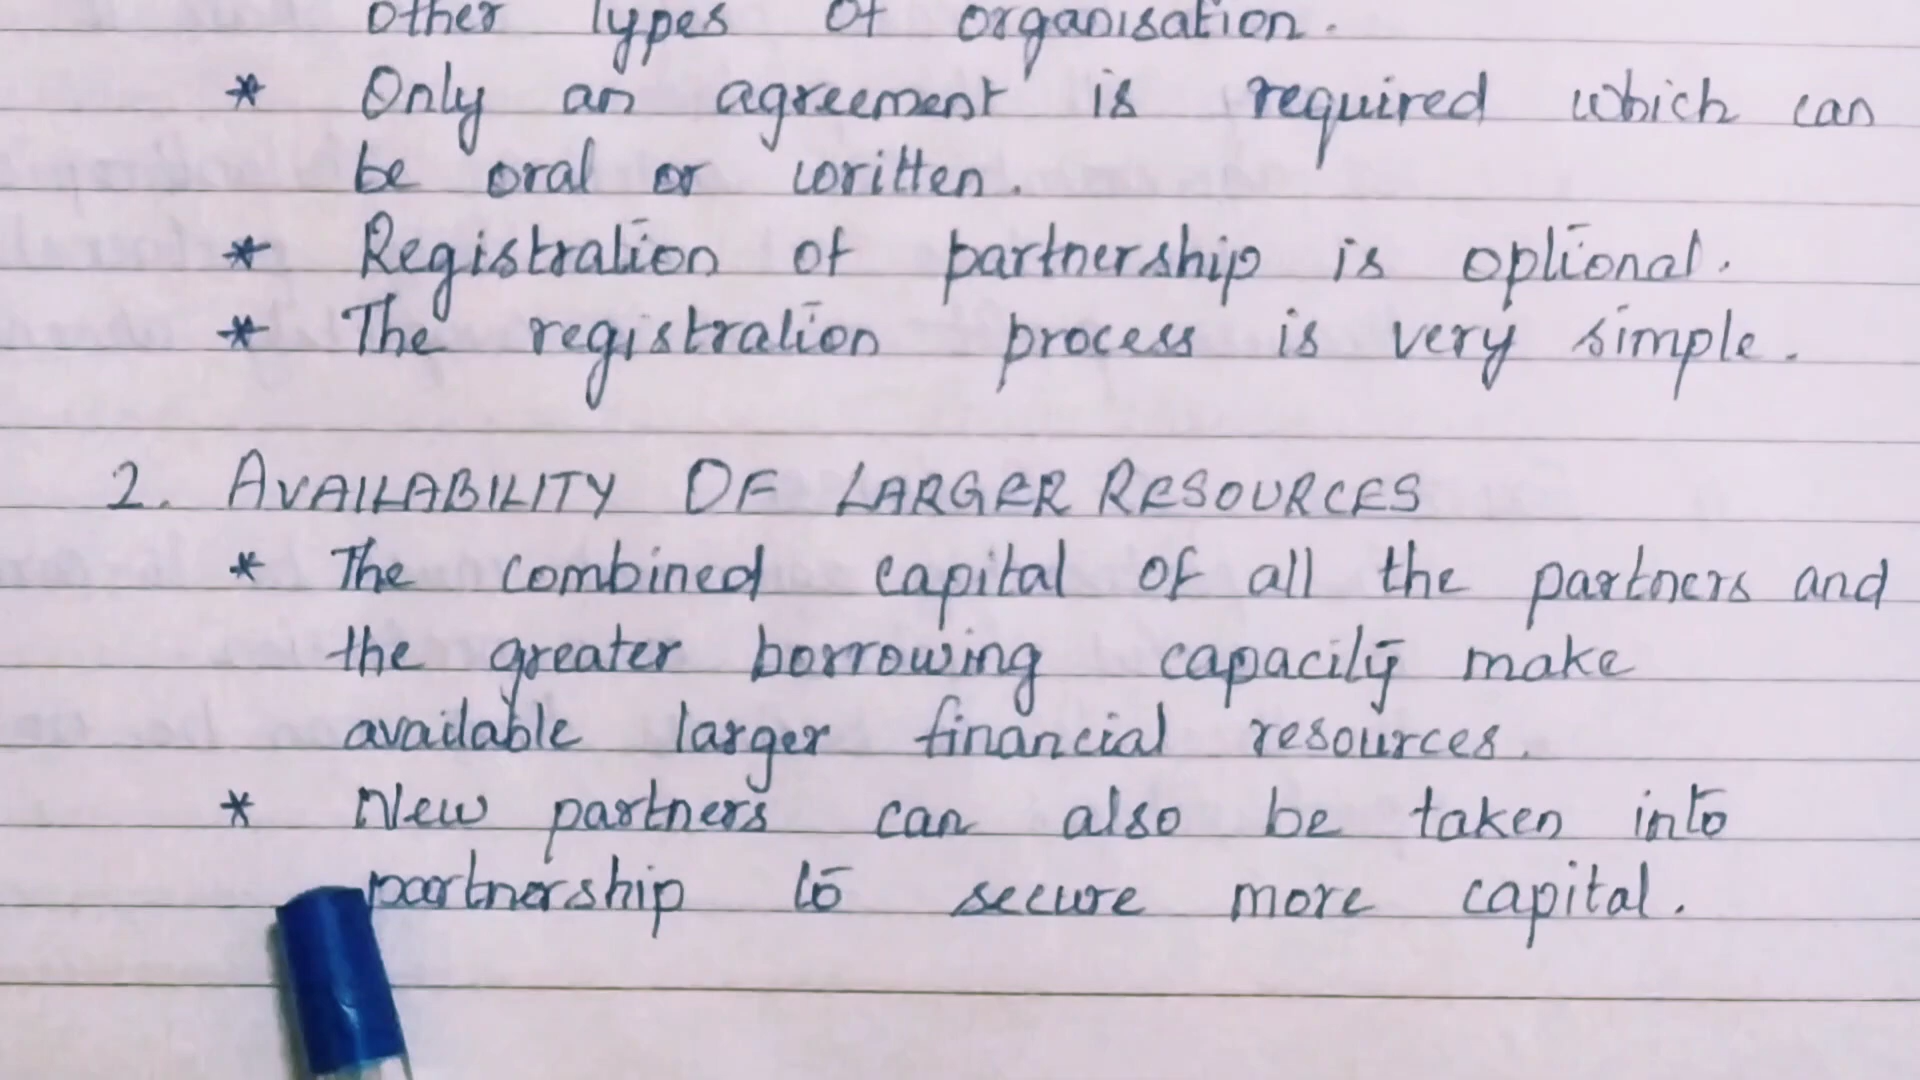 other types of organisation.
* Only an agreement is required which can
be oral or written.
* Registration of partnership is optional.
* The registration process is very simple.
2. AVAILABILITY OF LARGER RESOURCES
* The combined capital of all the partners and
the greater borrowing capacity make
available larger financial resources.
* New partners can also be taken into
partnership to secure more capital.